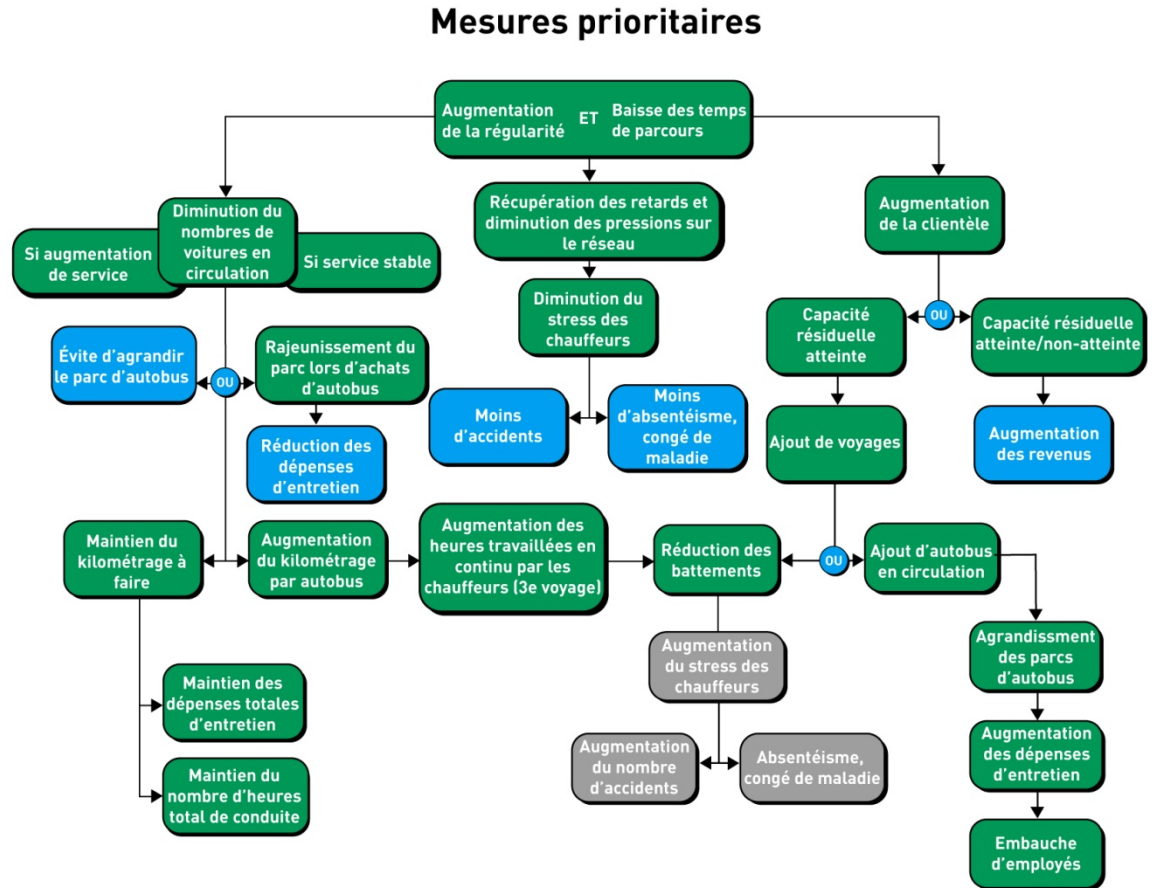 Mesures prioritaires
Augmentation
de la régularité
ET
Baisse des temps
de parcours
Diminution du
nombres de
voitures en
circulation
Si augmentation
de service
Si service stable
Récupération des retards et
diminution des pressions sur
le réseau
Augmentation
de la clientèle
Diminution du
stress des
chauffeurs
Capacité
résiduelle
atteinte
OU
Capacité résiduelle
atteinte/non-atteinte
Évite d'agrandir
le parc d'autobus
OU
Rajeunissement du
parc lors d'achats
d'autobus
Moins
d'accidents
Moins
d'absentéisme,
congé de
maladie
Ajout de voyages
Augmentation
des revenus
Réduction des
dépenses
d'entretien
Maintien du
kilométrage à
faire
Augmentation
du kilométrage
par autobus
Augmentation des
heures travaillées en
continu par les
chauffeurs (3e voyage)
Réduction des
battements
OU
Ajout d'autobus
en circulation
Augmentation
du stress des
chauffeurs
Agrandissment
des parcs
d'autobus
Maintien des
dépenses totales
d'entretien
Augmentation
du nombre
d'accidents
Absentéisme,
congé de maladie
Augmentation
des dépenses
d'entretien
Maintien du
nombre d'heures
total de conduite
Embauche
d'employés